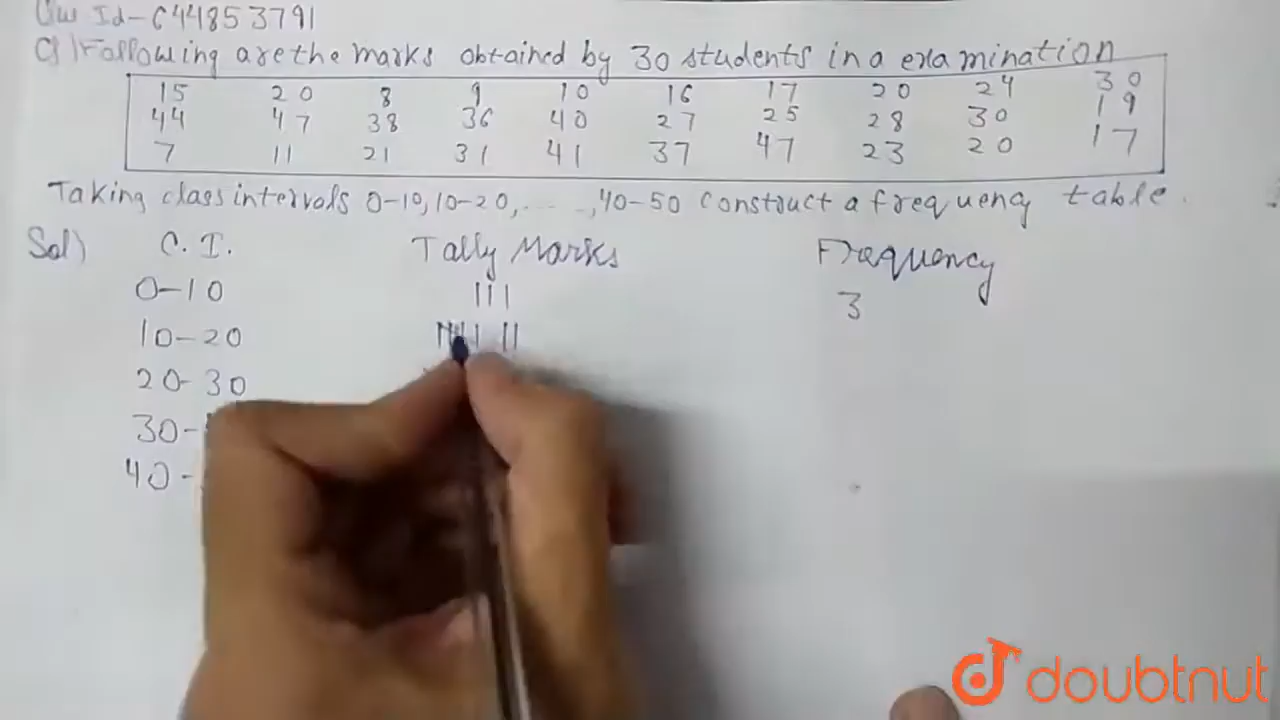 Id-644853791
Q) Following are the marks obtained by 30 students in a examination
15 20 8 9 10 16 17 20 24 30
44 47 38 36 40 27 25 28 30 19
7 11 21 31 41 37 47 23 20 17
Taking class intervals 0-10, 10-20, ....., 40-50 construct a frequency table.
Sol) C.I. Tally Marks Frequency
0-10 ||| 3
10-20
20-30
30-
40-
doubtnut